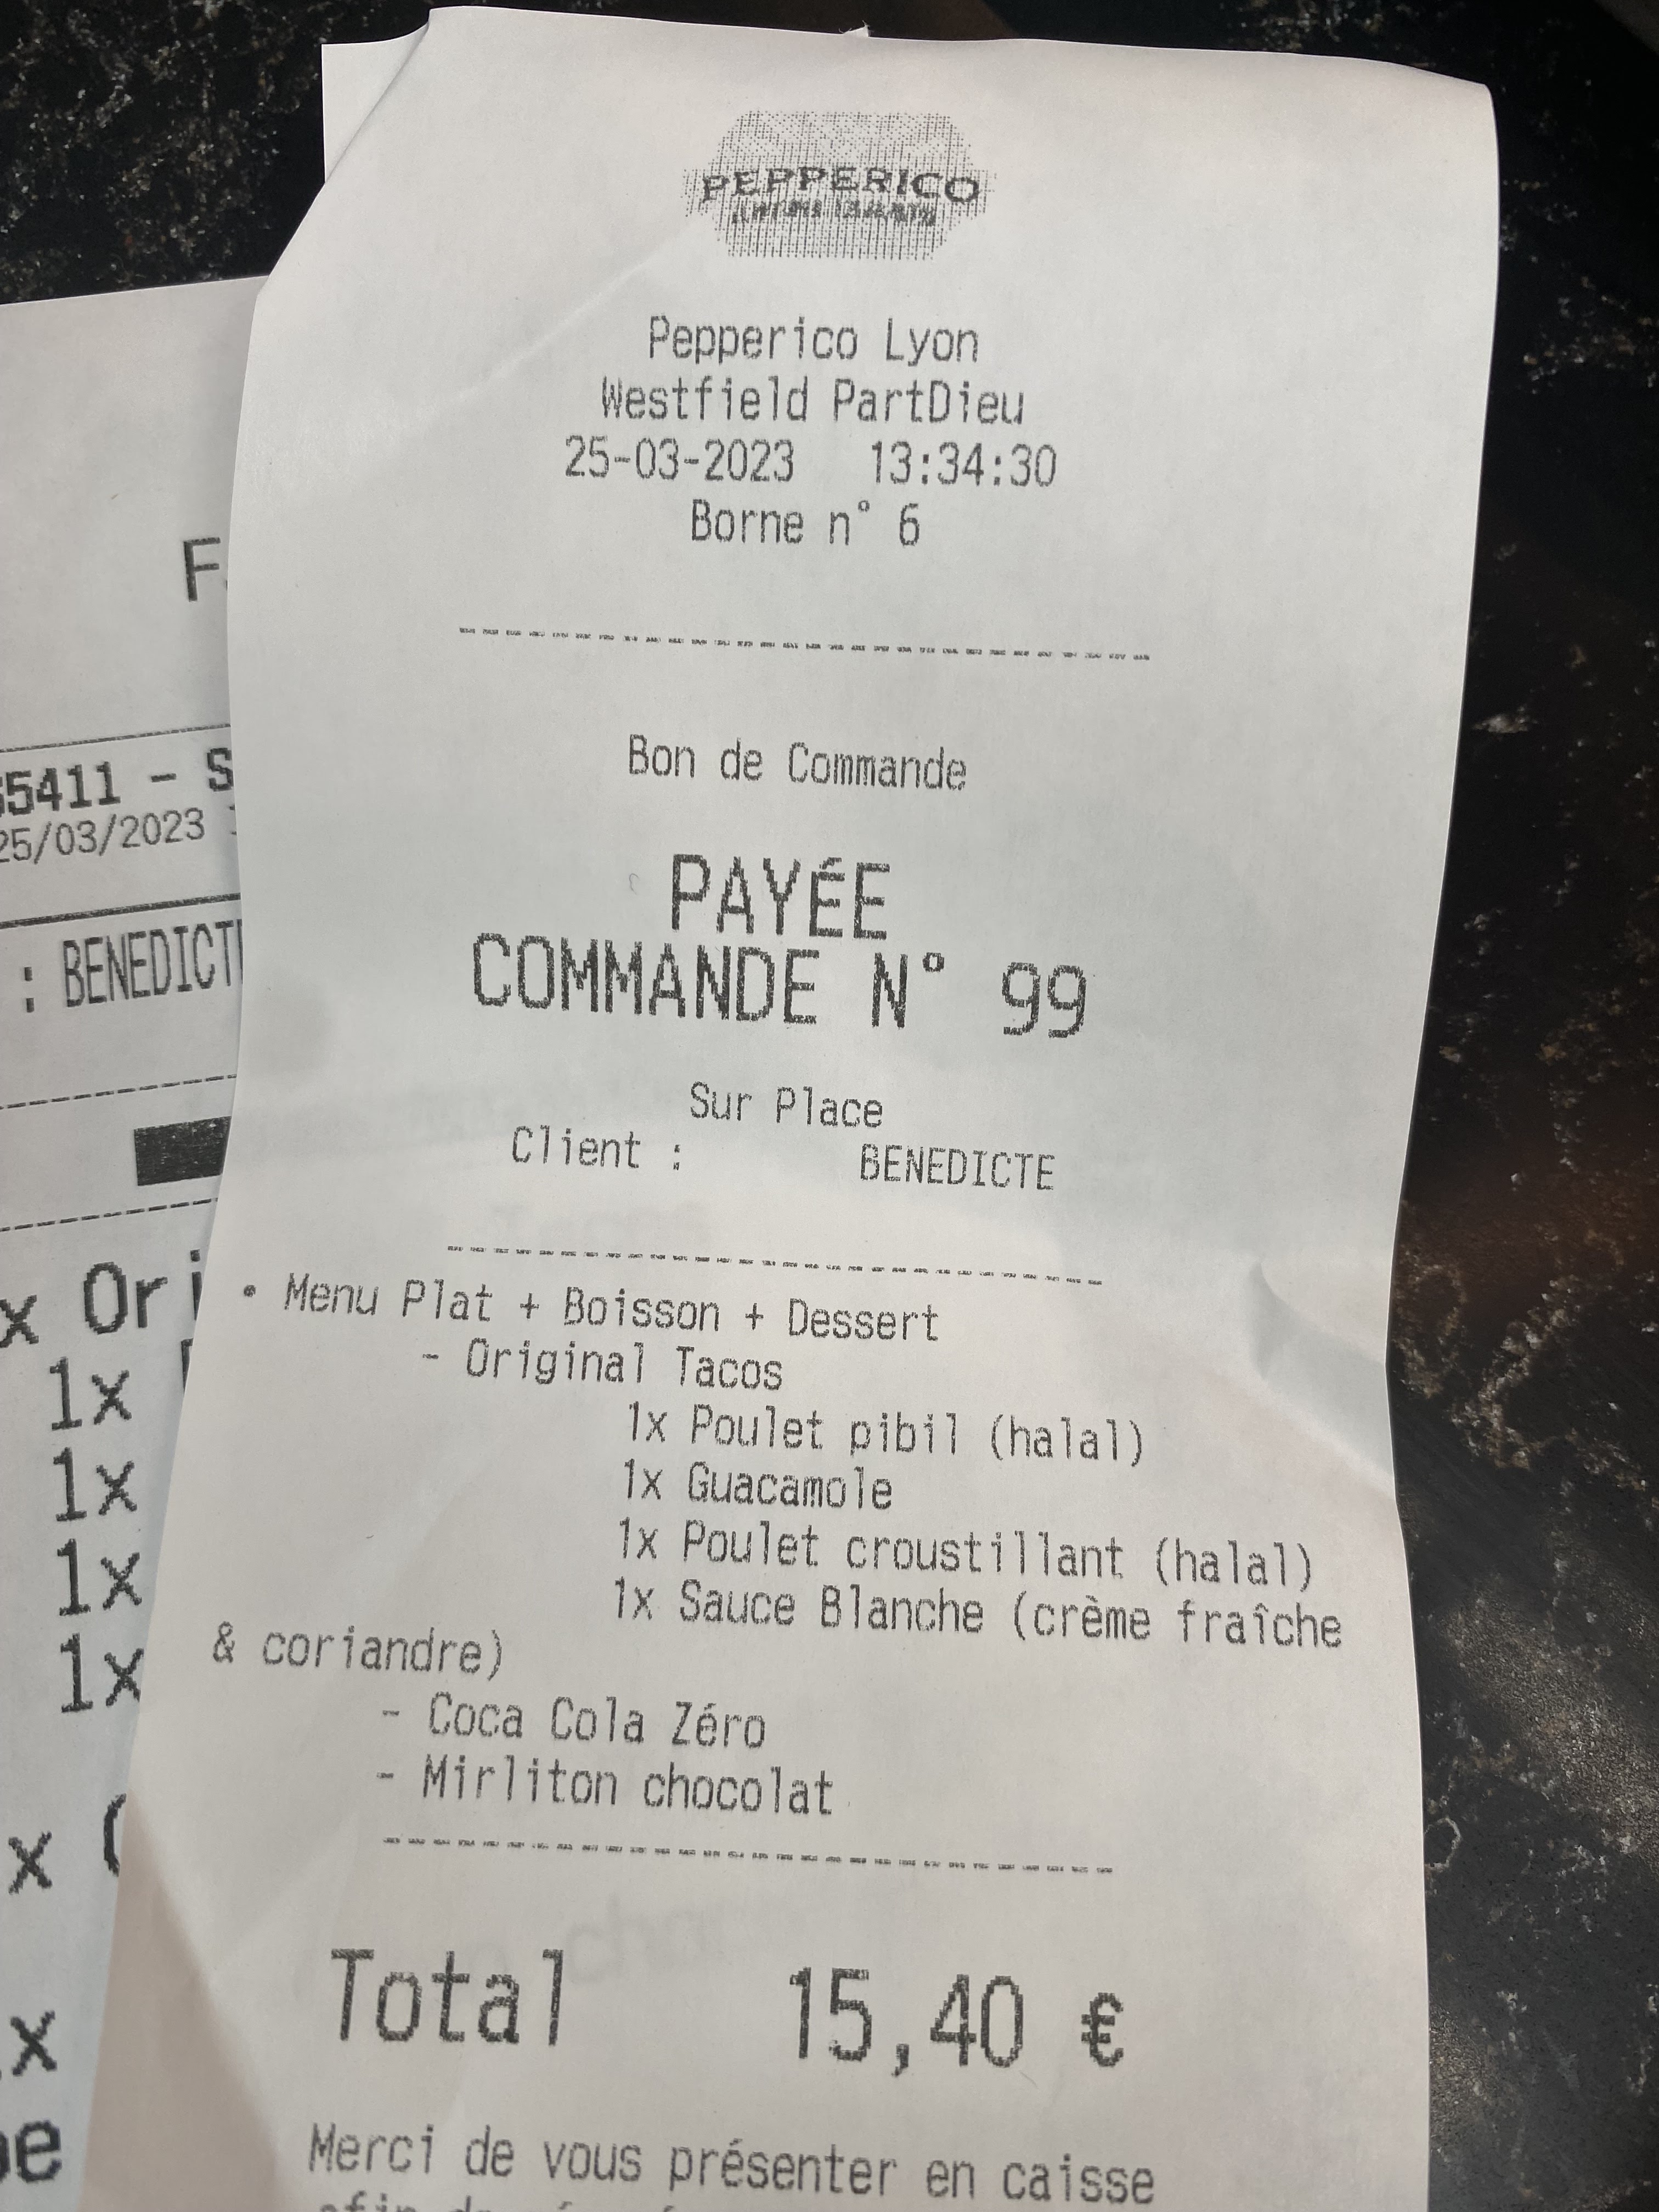 PEPPERICO
Pepperico Lyon
Westfield PartDieu
25-03-2023 13:34:30
Borne n° 6
Bon de Commande
PAYÉE
COMMANDE N° 99
Sur Place
Client : BENEDICTE
• Menu Plat + Boisson + Dessert
- Original Tacos
1x Poulet pibil (halal)
1x Guacamole
1x Poulet croustillant (halal)
1x Sauce Blanche (crème fraîche
& coriandre)
- Coca Cola Zéro
- Mirliton chocolat
Total 15,40 €
Merci de vous présenter en caisse
5411 - S
25/03/2023
: BENEDICTE
x Ori
1x
1x
1x
1x
x
x